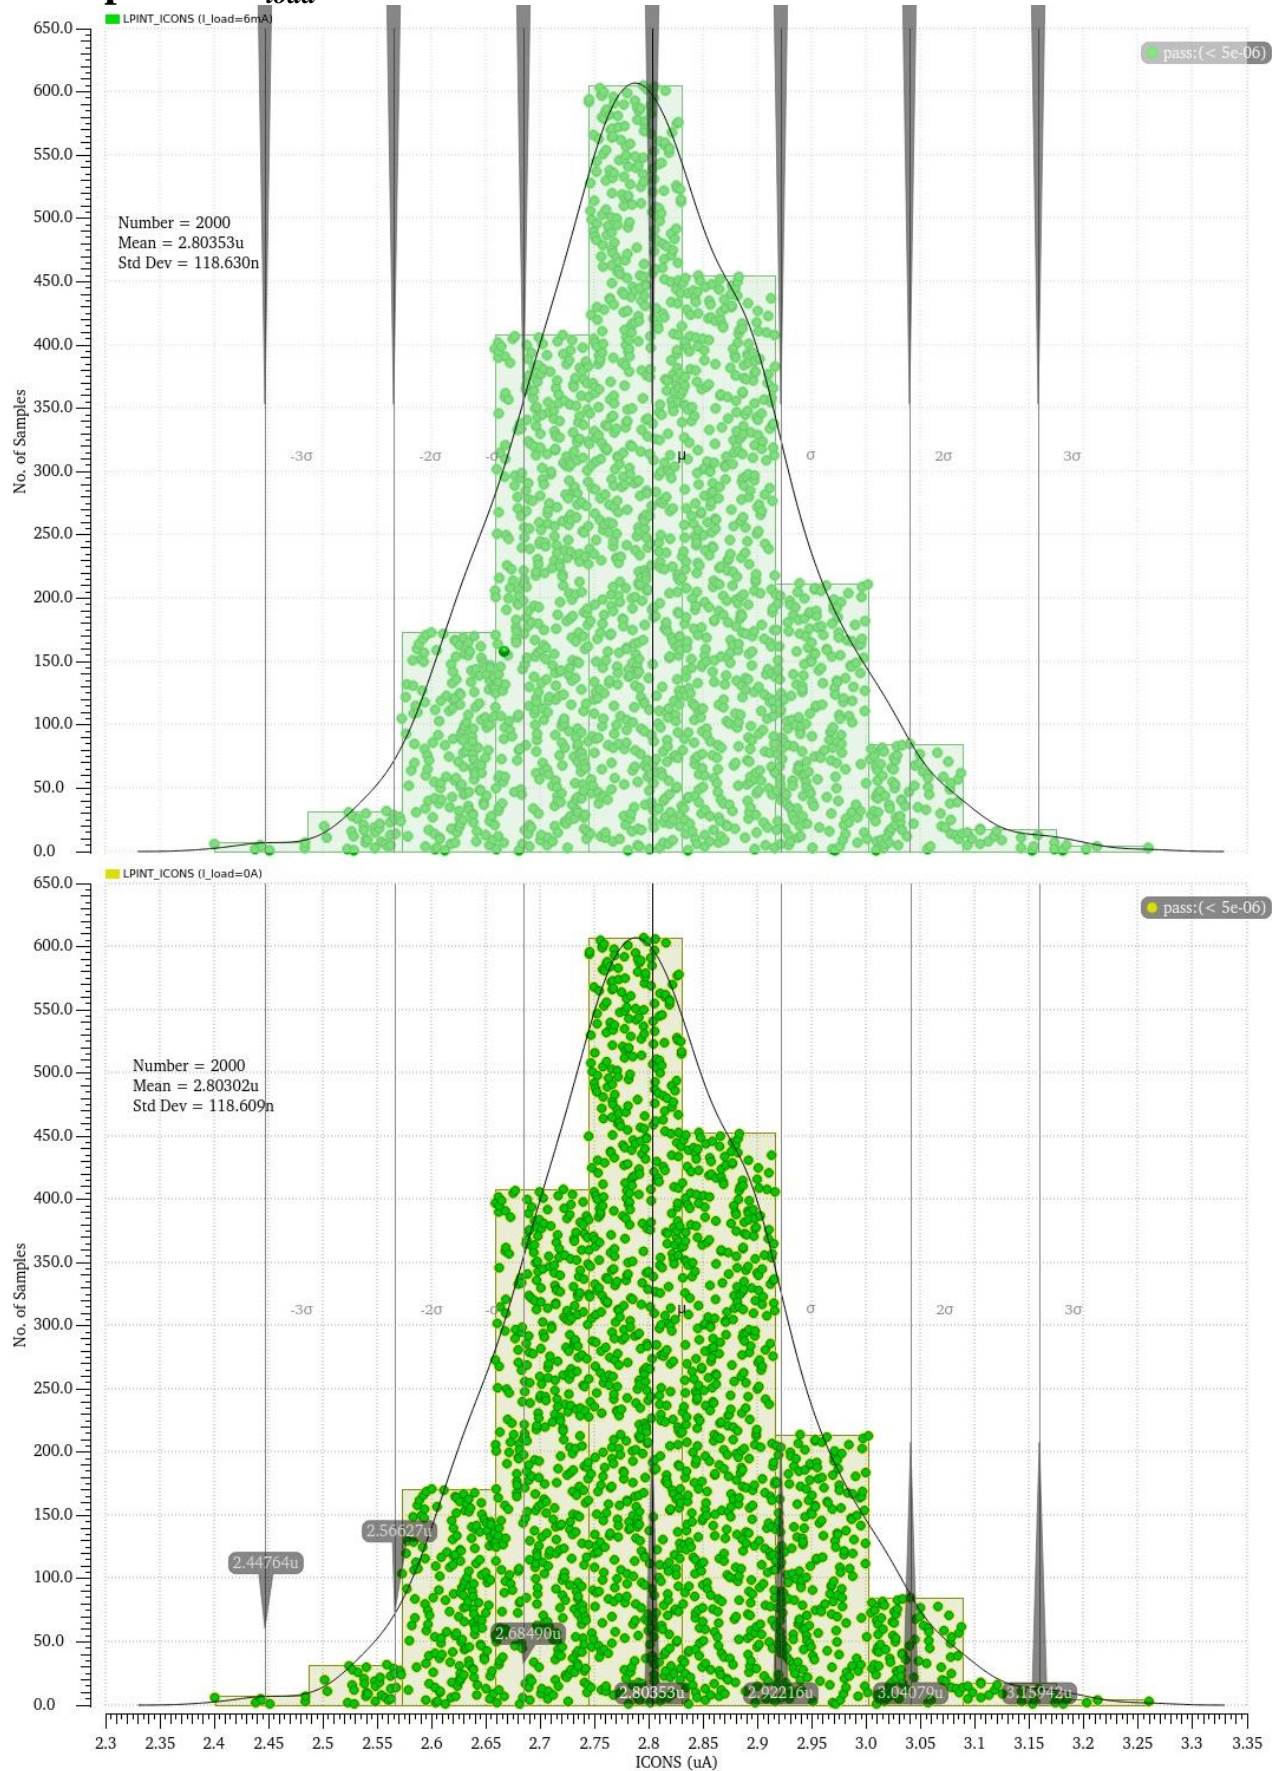 load
LPINT_ICONS (I_load=6mA)
pass:(< 5e-06)
650.0
600.0
550.0
500.0
450.0
400.0
350.0
300.0
250.0
200.0
150.0
100.0
50.0
0.0
No. of Samples
Number = 2000
Mean = 2.80353u
Std Dev = 118.630n
-3σ -2σ -σ μ σ 2σ 3σ
LPINT_ICONS (I_load=0A)
pass:(< 5e-06)
650.0
600.0
550.0
500.0
450.0
400.0
350.0
300.0
250.0
200.0
150.0
100.0
50.0
0.0
No. of Samples
Number = 2000
Mean = 2.80302u
Std Dev = 118.609n
-3σ -2σ -σ μ σ 2σ 3σ
2.56627u
2.44764u
2.68490u
2.80353u 2.92216u 3.04079u 3.15942u
2.3 2.35 2.4 2.45 2.5 2.55 2.6 2.65 2.7 2.75 2.8 2.85 2.9 2.95 3.0 3.05 3.1 3.15 3.2 3.25 3.3 3.35
ICONS (uA)